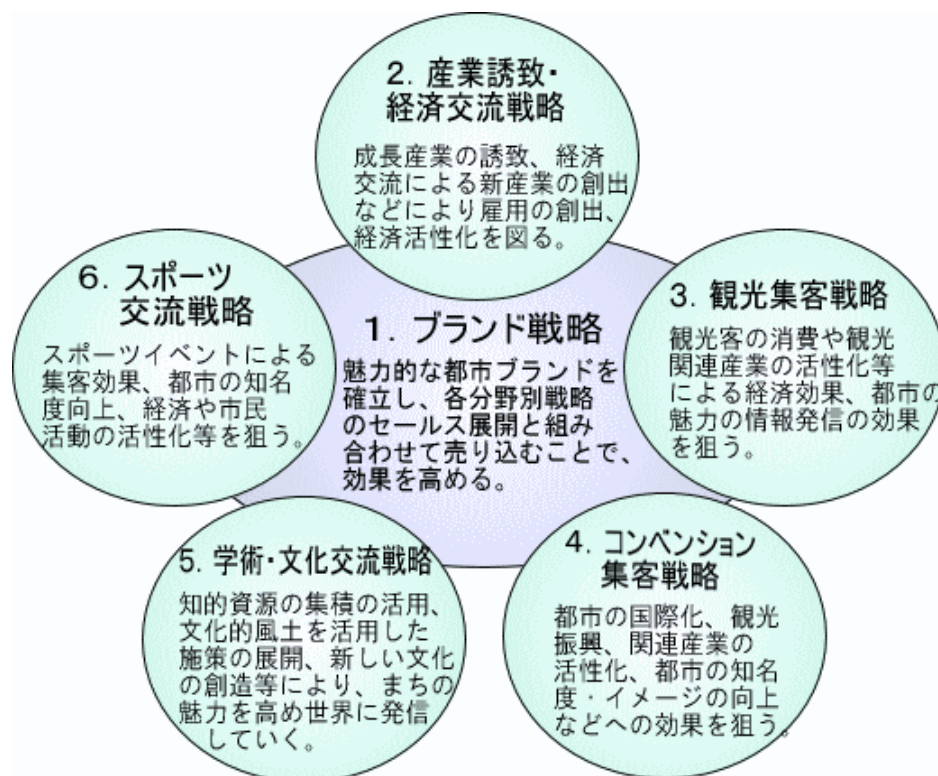 2．産業誘致・
経済交流戦略
成長産業の誘致、経済
交流による新産業の創出
などにより雇用の創出、
経済活性化を図る。
6．スポーツ
交流戦略
スポーツイベントによる
集客効果、都市の知名
度向上、経済や市民
活動の活性化等を狙う。
1．ブランド戦略
魅力的な都市ブランドを
確立し、各分野別戦略
のセールス展開と組み
合わせて売り込むことで、
効果を高める。
3．観光集客戦略
観光客の消費や観光
関連産業の活性化等
による経済効果、都市の
魅力の情報発信の効果
を狙う。
5．学術・文化交流戦略
知的資源の集積の活用、
文化的風土を活用した
施策の展開、新しい文化
の創造等により、まちの
魅力を高め世界に発信
していく。
4．コンベンション
集客戦略
都市の国際化、観光
振興、関連産業の
活性化、都市の知名
度・イメージの向上
などへの効果を狙う。